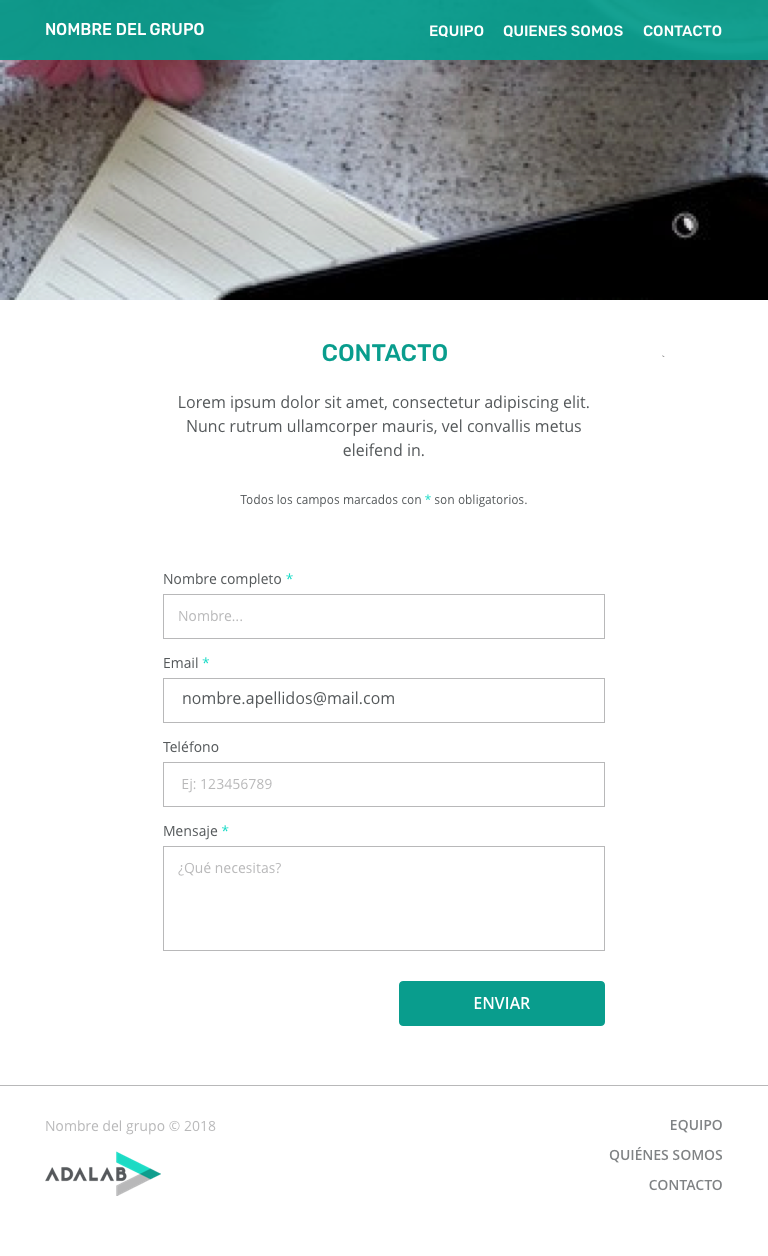 NOMBRE DEL GRUPO
EQUIPO QUIENES SOMOS CONTACTO
CONTACTO
Lorem ipsum dolor sit amet, consectetur adipiscing elit.
Nunc rutrum ullamcorper mauris, vel convallis metus
eleifend in.
Todos los campos marcados con * son obligatorios.
Nombre completo *
Nombre...
Email *
nombre.apellidos@mail.com
Teléfono
Ej: 123456789
Mensaje *
¿Qué necesitas?
ENVIAR
Nombre del grupo © 2018
ADALAB
EQUIPO
QUIÉNES SOMOS
CONTACTO